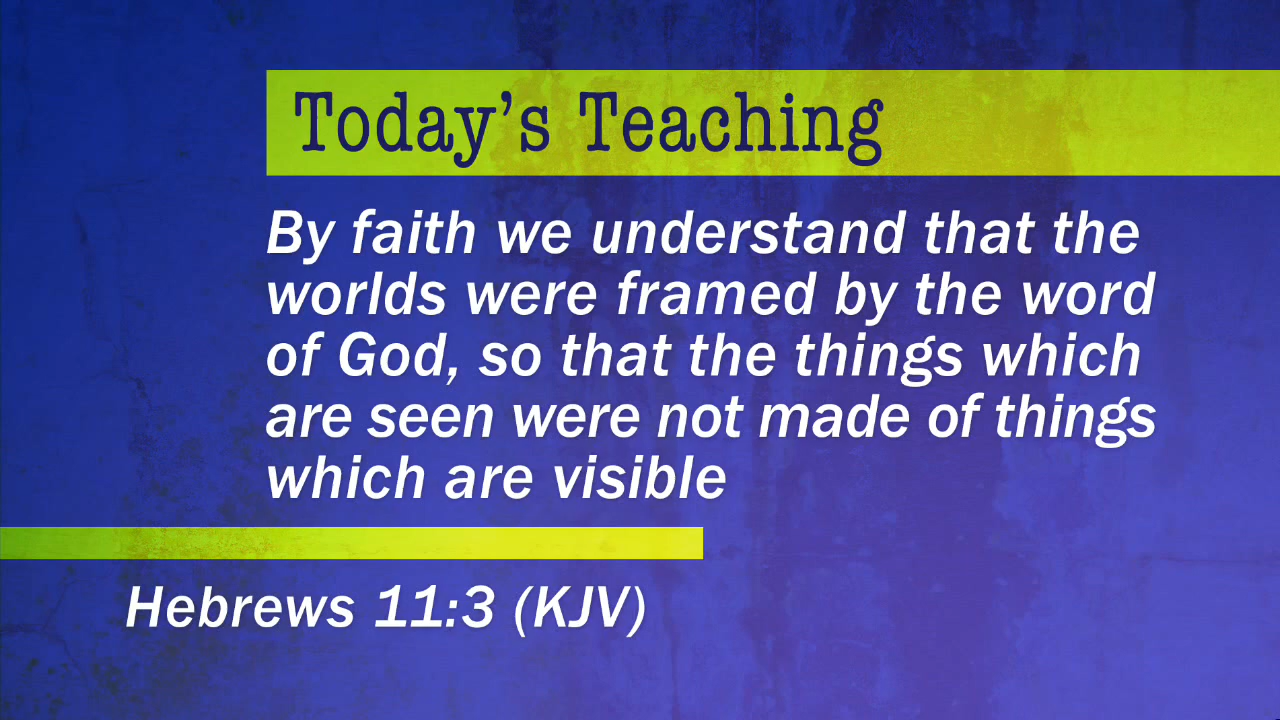 Today’s Teaching
By faith we understand that the
worlds were framed by the word
of God, so that the things which
are seen were not made of things
which are visible
Hebrews 11:3 (KJV)